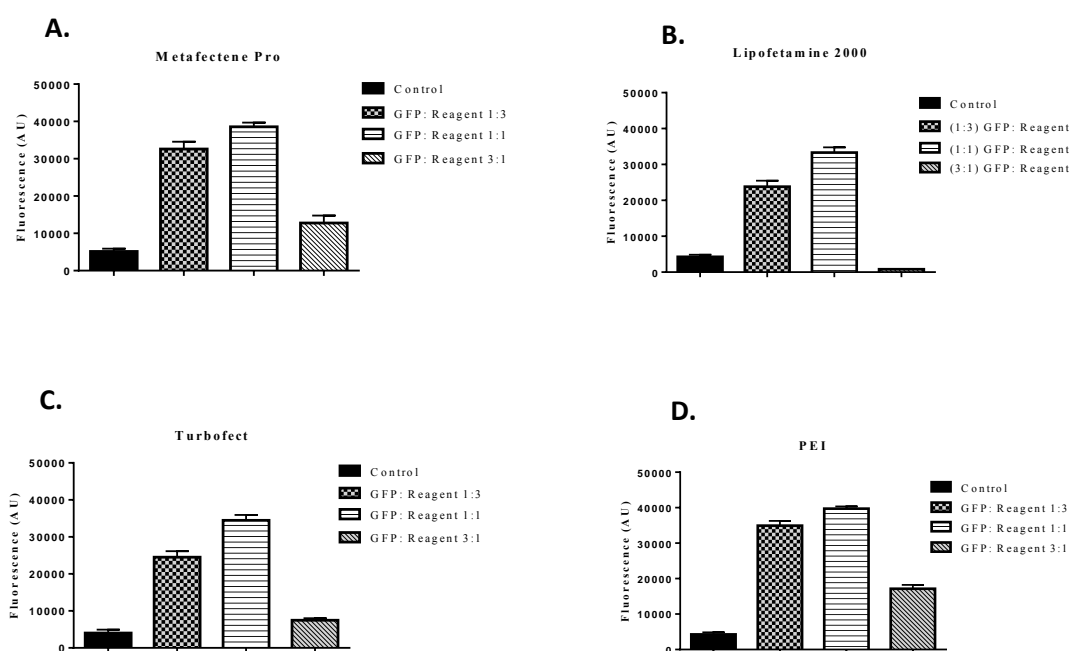 A.
Metafectene Pro
Fluorescence (AU)
50000
40000
30000
20000
10000
0
Control
GFP: Reagent 1:3
GFP: Reagent 1:1
GFP: Reagent 3:1
B.
Lipofetamine 2000
Fluorescence (AU)
50000
40000
30000
20000
10000
0
Control
(1:3) GFP: Reagent
(1:1) GFP: Reagent
(3:1) GFP: Reagent
C.
Turbofect
Fluorescence (AU)
50000
40000
30000
20000
10000
0
Control
GFP: Reagent 1:3
GFP: Reagent 1:1
GFP: Reagent 3:1
D.
PEI
Fluorescence (AU)
50000
40000
30000
20000
10000
0
Control
GFP: Reagent 1:3
GFP: Reagent 1:1
GFP: Reagent 3:1